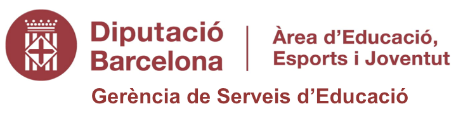 Diputació
Barcelona
Àrea d'Educació,
Esports i Joventut
Gerència de Serveis d'Educació